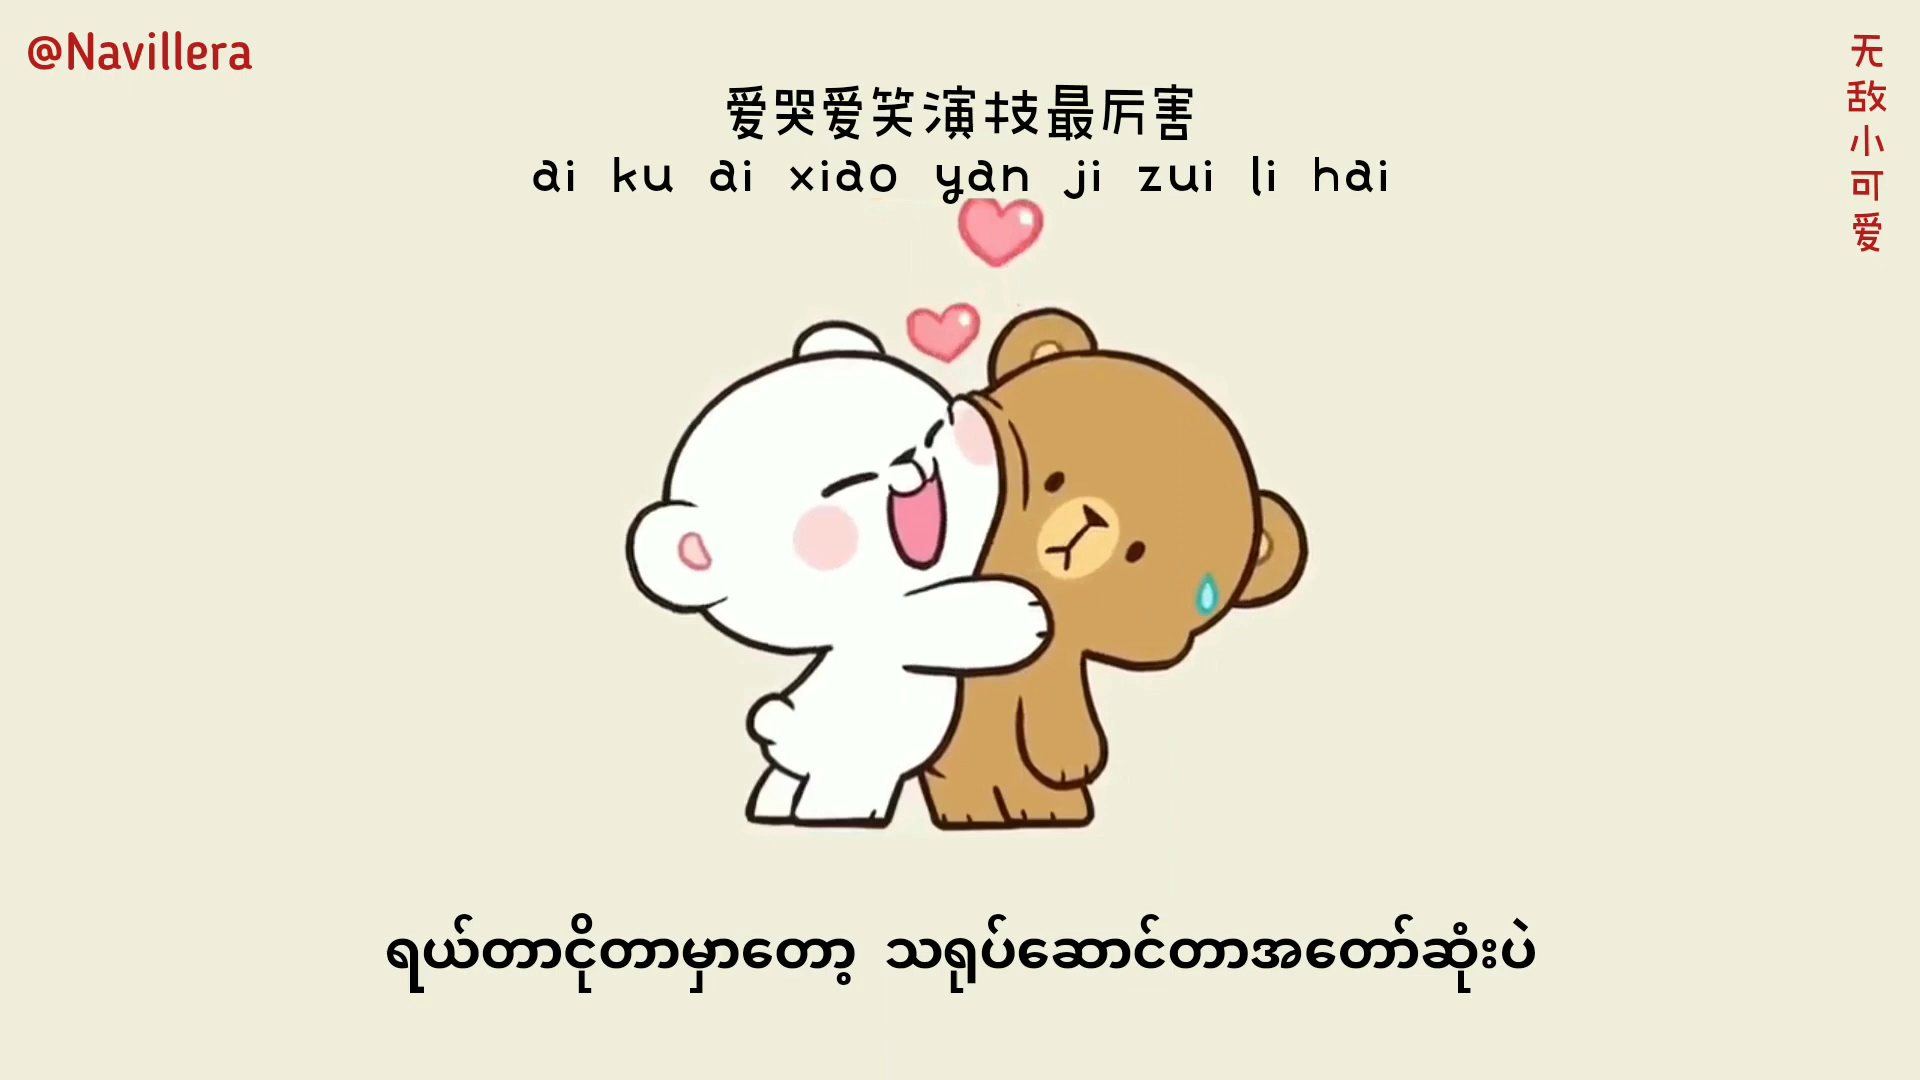 @Navillera
无敌小可爱
爱哭爱笑演技最厉害
ai ku ai xiao yan ji zui li hai
ရယ်တာငိုတာမှာတော့ သရုပ်ဆောင်တာအတော်ဆုံးပဲ